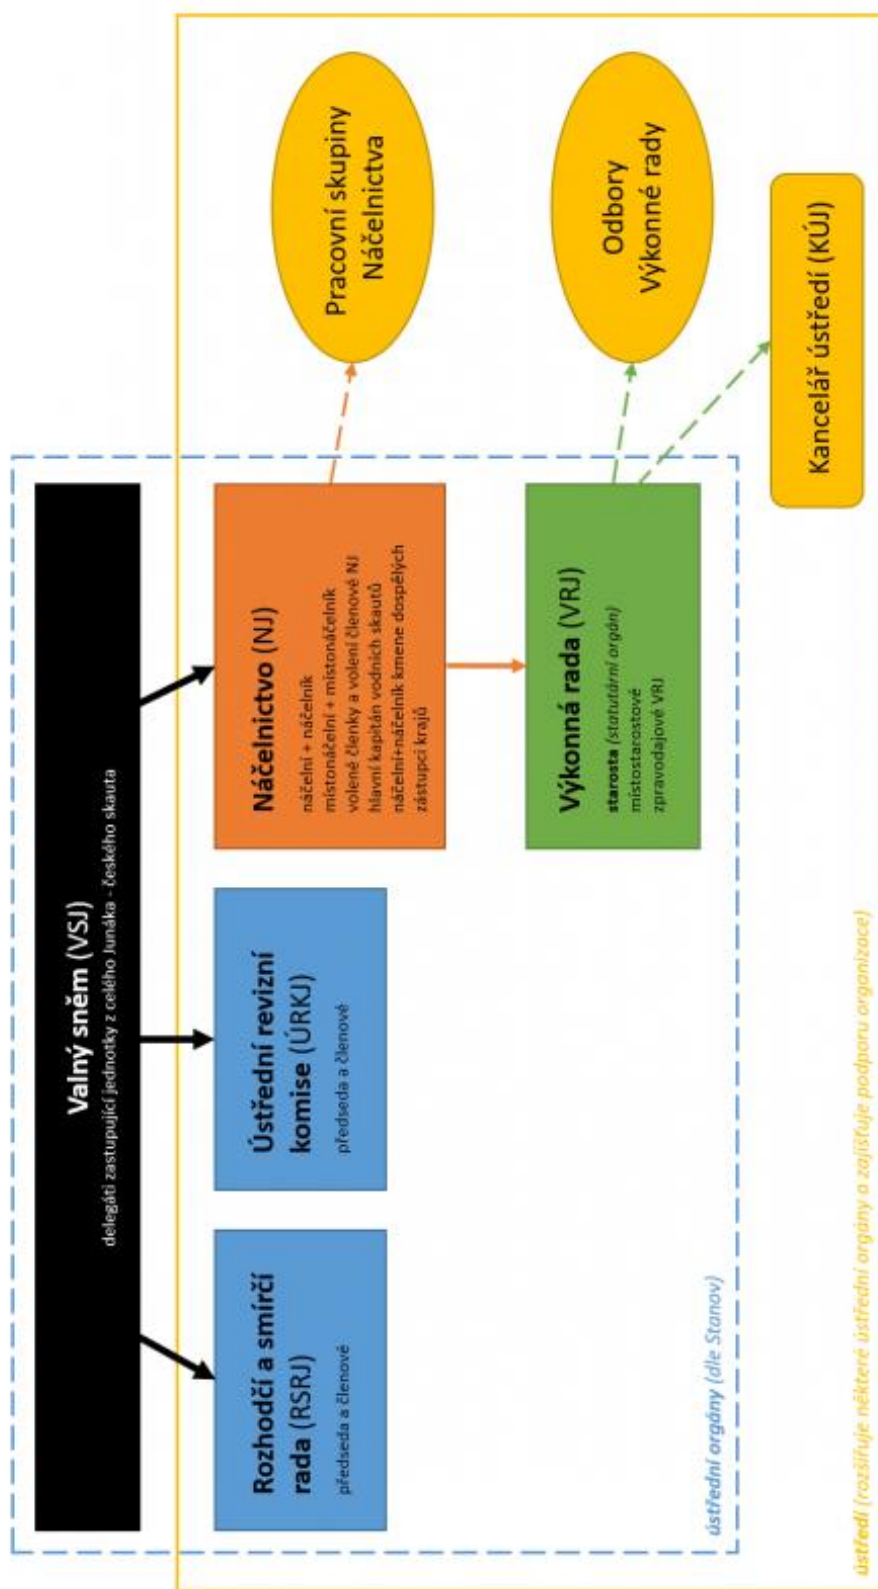 Valný sněm (VSJ)
delegáti zastupující jednotky z celého Junáka - českého skauta
Rozhodčí a smírčí
rada (RSRJ)
předseda a členové
Ústřední revizní
komise (ÚRKJ)
předseda a členové
Náčelnictvo (NJ)
náčelní + náčelník
místonáčelní + místonáčelník
volené členky a volení členové NJ
hlavní kapitán vodních skautů
náčelní+náčelník kmene dospělých
zástupci krajů
Pracovní skupiny
Náčelnictva
Výkonná rada (VRJ)
starosta (statutární orgán)
místostarostové
zpravodajové VRJ
Odbory
Výkonné rady
Kancelář ústředí (KÚJ)
ústřední orgány (dle Stanov)
ústředí (rozšiřuje některé ústřední orgány a zajišťuje podporu organizace)